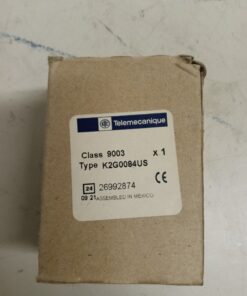 Telemecanique
Class 9003 x 1
Type K2G0084US
24 26992874
09 21 ASSEMBLED IN MEXICO
CE